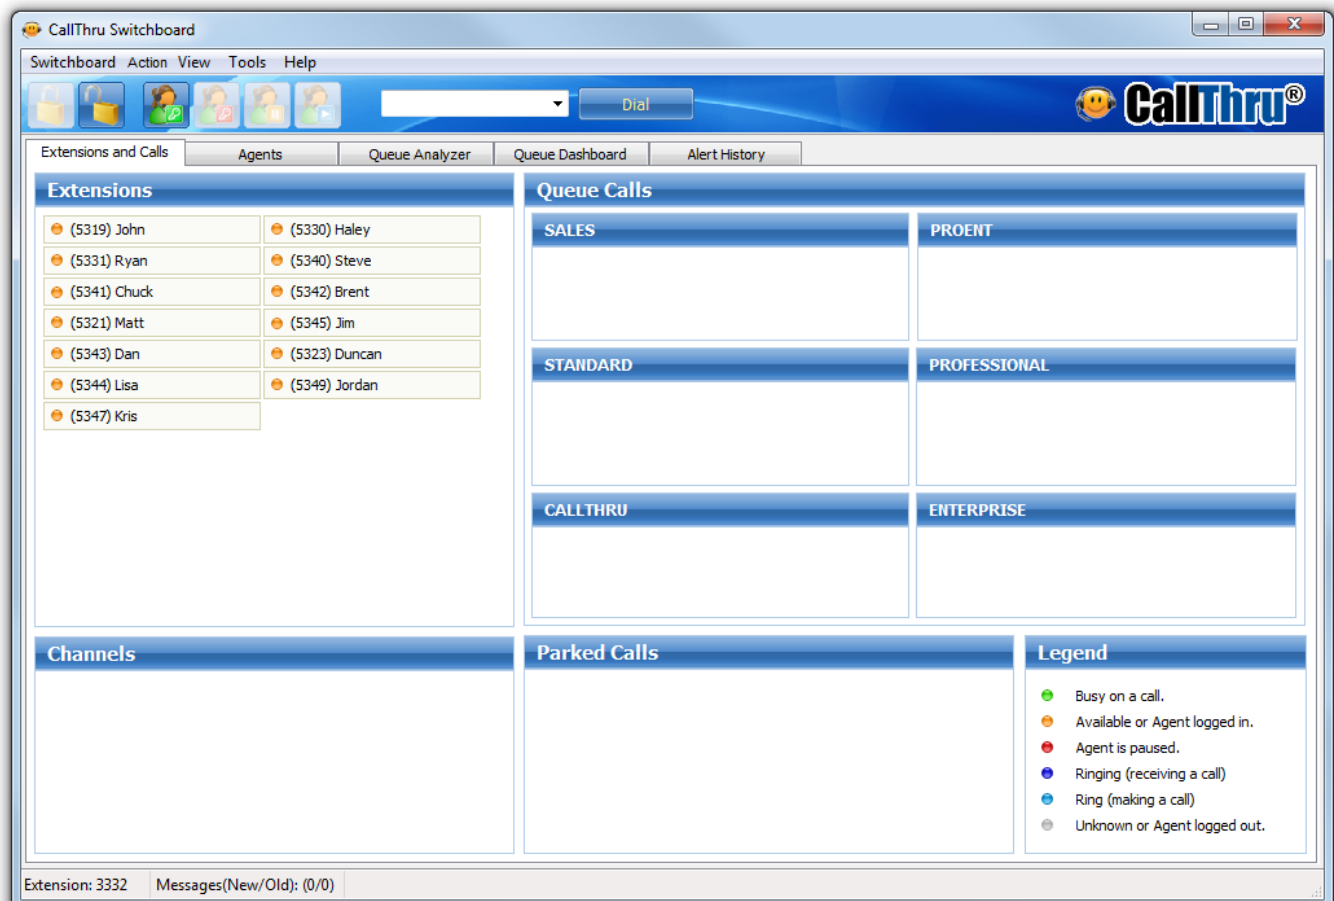 CallThru Switchboard
Switchboard Action View Tools Help
Dial
CallThru®
Extensions and Calls Agents Queue Analyzer Queue Dashboard Alert History
Extensions
(5319) John (5330) Haley
(5331) Ryan (5340) Steve
(5341) Chuck (5342) Brent
(5321) Matt (5345) Jim
(5343) Dan (5323) Duncan
(5344) Lisa (5349) Jordan
(5347) Kris
Queue Calls
SALES PROENT
STANDARD PROFESSIONAL
CALLTHRU ENTERPRISE
Channels
Parked Calls
Legend
Busy on a call.
Available or Agent logged in.
Agent is paused.
Ringing (receiving a call)
Ring (making a call)
Unknown or Agent logged out.
Extension: 3332 Messages(New/Old): (0/0)